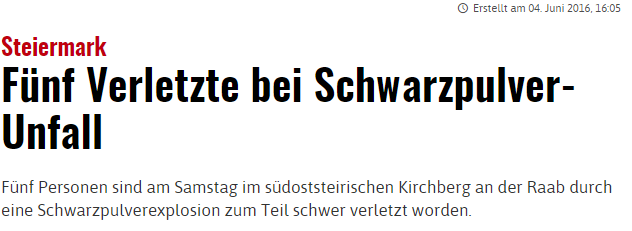 Erstellt am 04. Juni 2016, 16:05
Steiermark
Fünf Verletzte bei Schwarzpulver-
Unfall
Fünf Personen sind am Samstag im südoststeirischen Kirchberg an der Raab durch
eine Schwarzpulverexplosion zum Teil schwer verletzt worden.